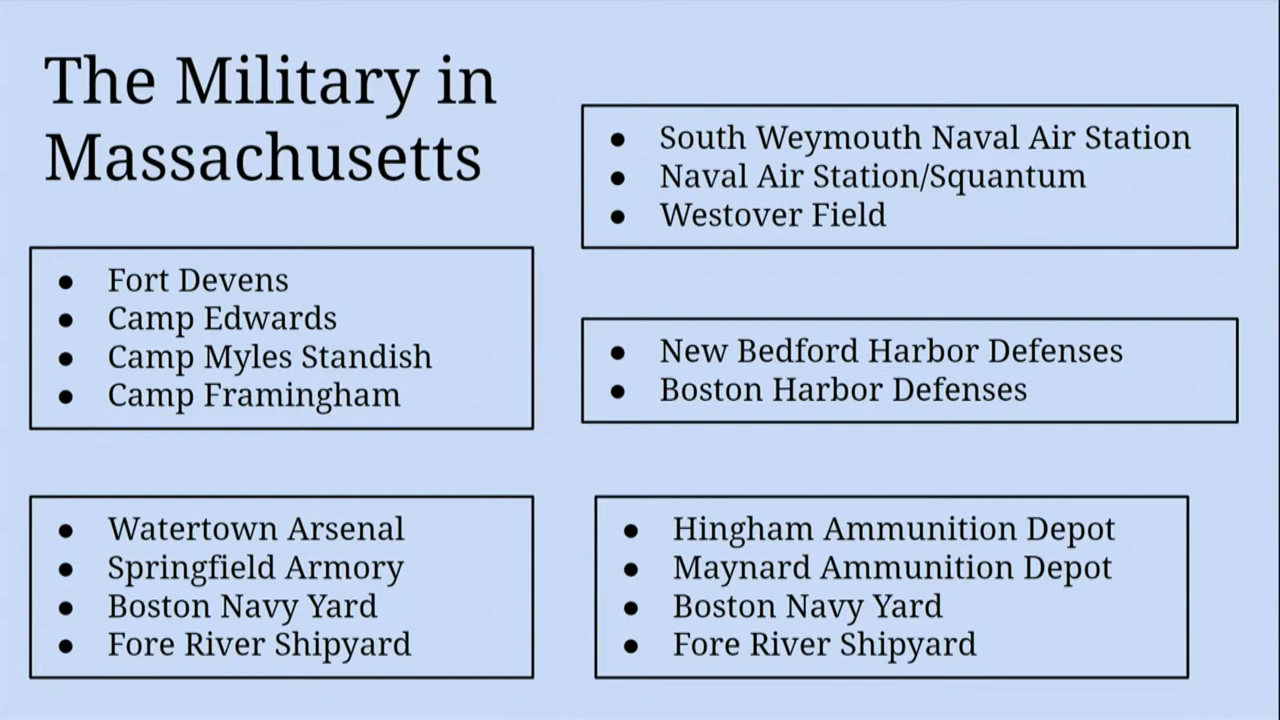 The Military in
Massachusetts
• Fort Devens
• Camp Edwards
• Camp Myles Standish
• Camp Framingham
• Watertown Arsenal
• Springfield Armory
• Boston Navy Yard
• Fore River Shipyard
• South Weymouth Naval Air Station
• Naval Air Station/Squantum
• Westover Field
• New Bedford Harbor Defenses
• Boston Harbor Defenses
• Hingham Ammunition Depot
• Maynard Ammunition Depot
• Boston Navy Yard
• Fore River Shipyard